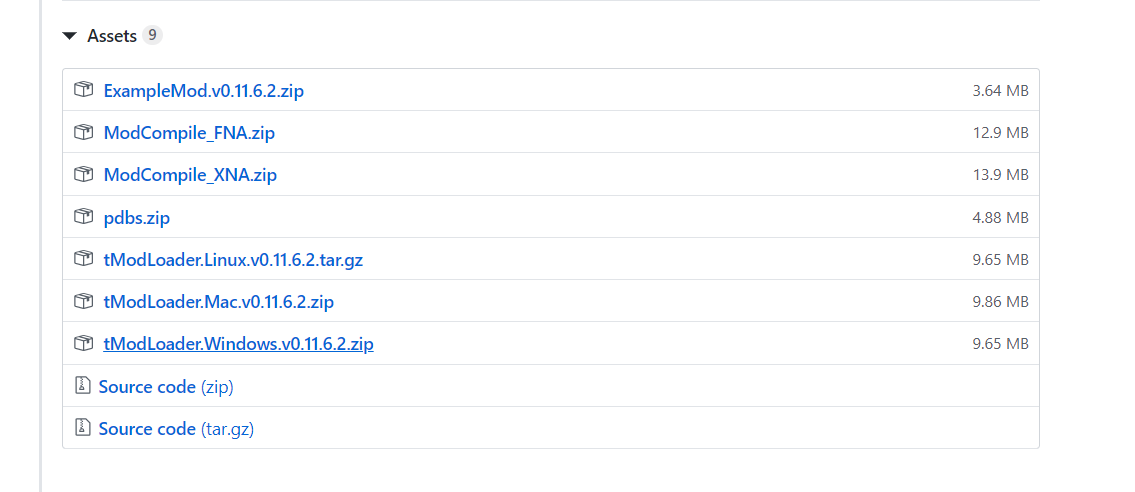 Assets 9
ExampleMod.v0.11.6.2.zip 3.64 MB
ModCompile_FNA.zip 12.9 MB
ModCompile_XNA.zip 13.9 MB
pdbs.zip 4.88 MB
tModLoader.Linux.v0.11.6.2.tar.gz 9.65 MB
tModLoader.Mac.v0.11.6.2.zip 9.86 MB
tModLoader.Windows.v0.11.6.2.zip 9.65 MB
Source code (zip)
Source code (tar.gz)